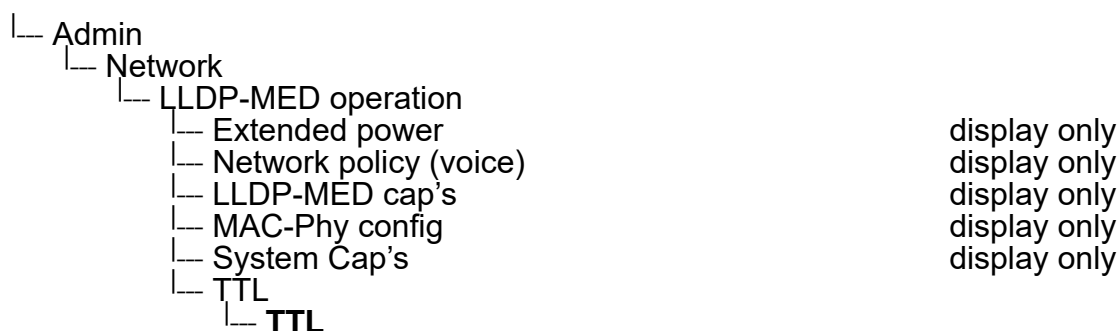 |--- Admin
|--- Network
|--- LLDP-MED operation
|--- Extended power display only
|--- Network policy (voice) display only
|--- LLDP-MED cap's display only
|--- MAC-Phy config display only
|--- System Cap's display only
|--- TTL
|--- TTL